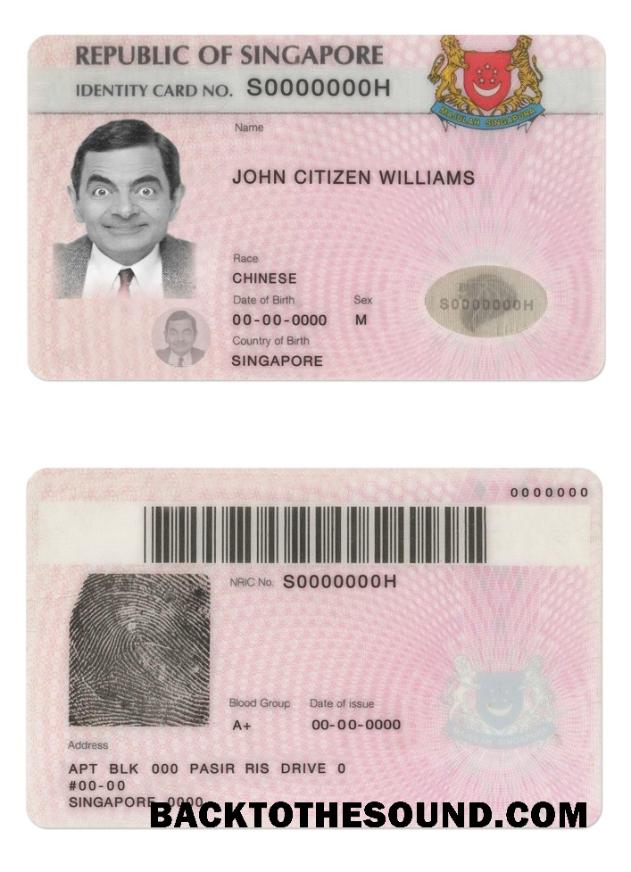 REPUBLIC OF SINGAPORE
IDENTITY CARD NO. S0000000H
MAJULAH SINGAPURA
Name
JOHN CITIZEN WILLIAMS
Race
CHINESE
Date of Birth Sex
00-00-0000 M
Country of Birth
SINGAPORE
S0000000H
0000000
NRIC No. S0000000H
Blood Group Date of issue
A+ 00-00-0000
Address
APT BLK 000 PASIR RIS DRIVE 0
#00-00
SINGAPORE 0000
BACKTOTHESOUND.COM